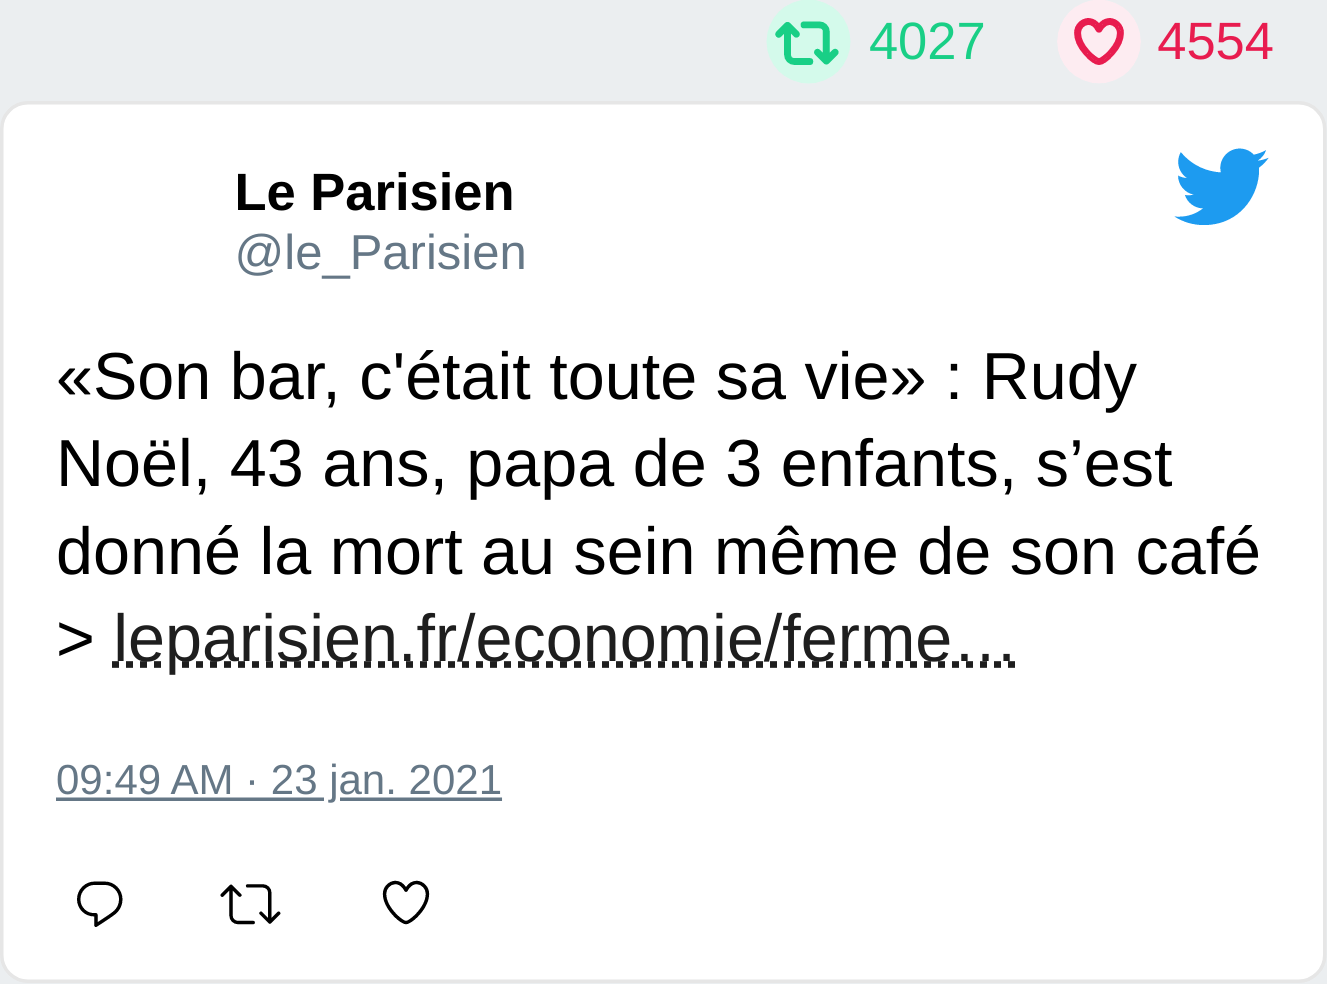 4027 4554
Le Parisien
@le_Parisien
«Son bar, c'était toute sa vie» : Rudy
Noël, 43 ans, papa de 3 enfants, s’est
donné la mort au sein même de son café
> leparisien.fr/economie/ferme…
09:49 AM · 23 jan. 2021